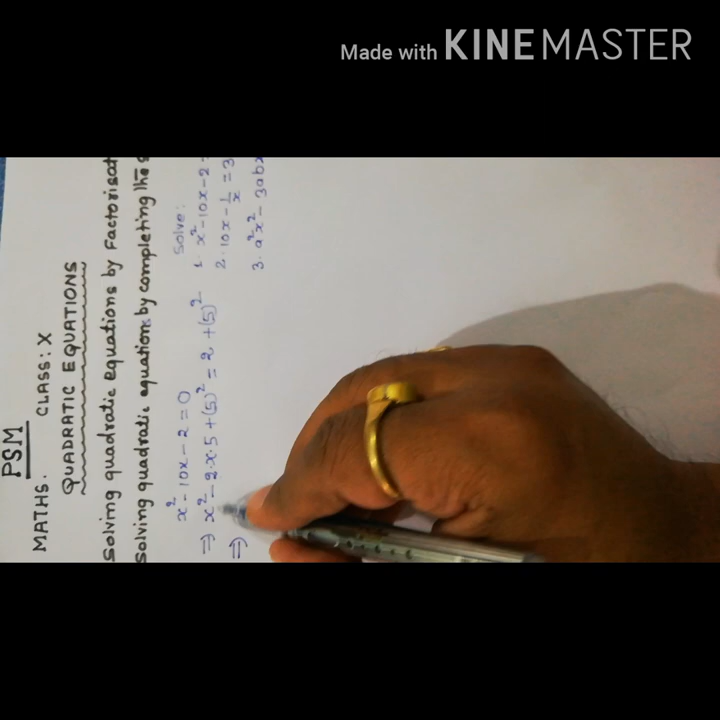 Made with KINEMASTER
PSM
MATHS. CLASS: X
QUADRATIC EQUATIONS
Solving quadratic equations by Factorisat
Solving quadratic equations by completing the s
x² - 10x - 2 = 0
⇒ x² - 2·x·5 + (5)² = 2 + (5)²
⇒
Solve:
1. x² - 10x - 2 =
2. 10x - 1/x = 3
3. a²x² - 3abx